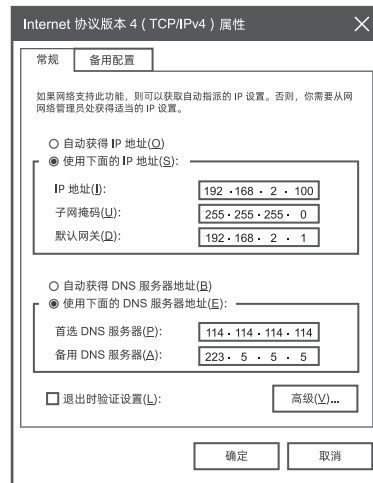 Internet 协议版本 4（TCP/IPv4）属性
常规 备用配置
如果网络支持此功能，则可以获取自动指派的 IP 设置。否则，你需要从网
网络管理员处获得适当的 IP 设置。
自动获得 IP 地址(O)
使用下面的 IP 地址(S):
IP 地址(I): 192 · 168 · 2 · 100
子网掩码(U): 255 · 255 · 255 · 0
默认网关(D): 192 · 168 · 2 · 1
自动获得 DNS 服务器地址(B)
使用下面的 DNS 服务器地址(E):
首选 DNS 服务器(P): 114 · 114 · 114 · 114
备用 DNS 服务器(A): 223 · 5 · 5 · 5
退出时验证设置(L): 高级(V)...
确定 取消